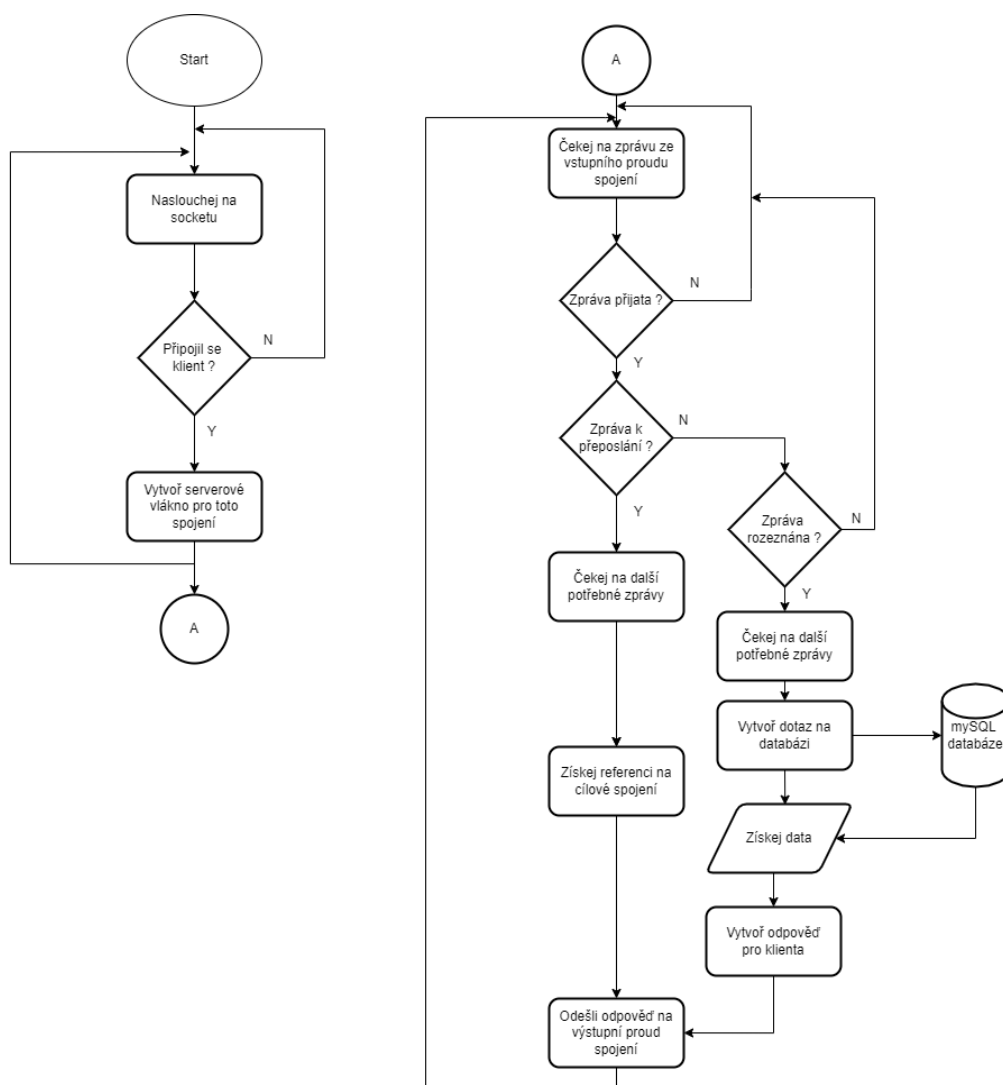 Start
Naslouchej na
socketu
Připojil se
klient ?
N
Y
Vytvoř serverové
vlákno pro toto
spojení
A
A
Čekej na zprávu ze
vstupního proudu
spojení
Zpráva přijata ?
N
Y
Zpráva k
přeposlání ?
N
Y
Zpráva
rozeznána ?
N
Y
Čekej na další
potřebné zprávy
Čekej na další
potřebné zprávy
Vytvoř dotaz na
databázi
mySQL
databáze
Získej referenci na
cílové spojení
Získej data
Vytvoř odpověď
pro klienta
Odešli odpověď na
výstupní proud
spojení